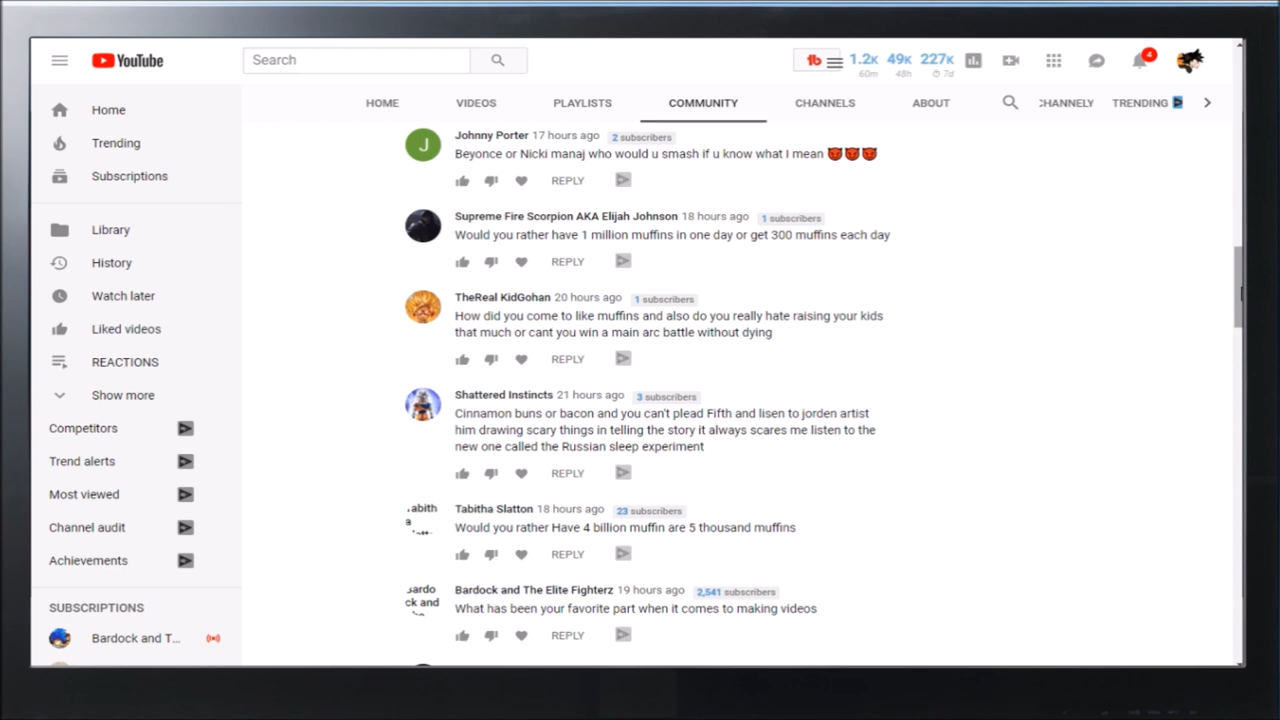 YouTube
Search
tb
1.2K 49K 227K
60m 48h 7d
4
HOME VIDEOS PLAYLISTS COMMUNITY CHANNELS ABOUT CHANNELY TRENDING
Home
Trending
Subscriptions
Library
History
Watch later
Liked videos
REACTIONS
Show more
Competitors
Trend alerts
Most viewed
Channel audit
Achievements
SUBSCRIPTIONS
Bardock and T...
J
Johnny Porter 17 hours ago 2 subscribers
Beyonce or Nicki manaj who would u smash if u know what I mean 😈😈😈
REPLY
Supreme Fire Scorpion AKA Elijah Johnson 18 hours ago 1 subscribers
Would you rather have 1 million muffins in one day or get 300 muffins each day
REPLY
TheReal KidGohan 20 hours ago 1 subscribers
How did you come to like muffins and also do you really hate raising your kids
that much or cant you win a main arc battle without dying
REPLY
Shattered Instincts 21 hours ago 3 subscribers
Cinnamon buns or bacon and you can't plead Fifth and lisen to jorden artist
him drawing scary things in telling the story it always scares me listen to the
new one called the Russian sleep experiment
REPLY
abith
a
Tabitha Slatton 18 hours ago 23 subscribers
Would you rather Have 4 billion muffin are 5 thousand muffins
REPLY
ardo
ck and
Bardock and The Elite Fighterz 19 hours ago 2,541 subscribers
What has been your favorite part when it comes to making videos
REPLY